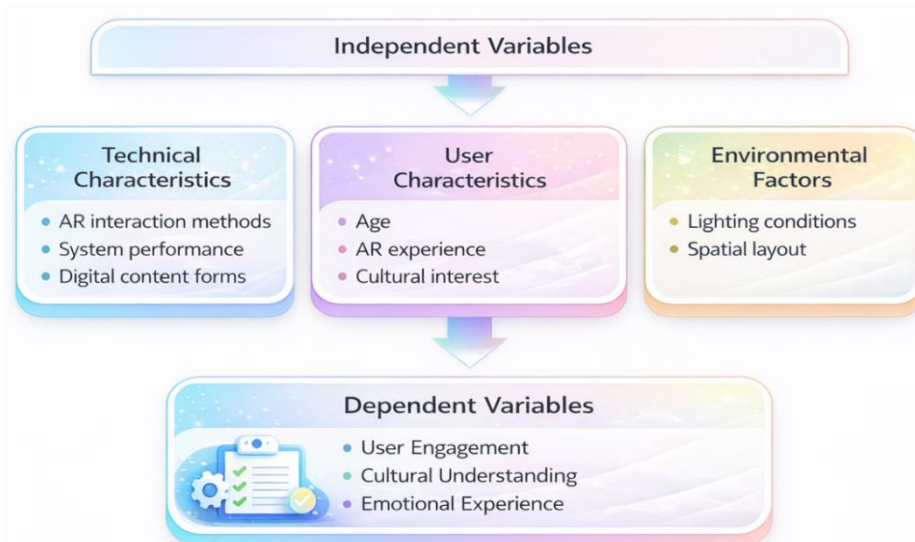 Independent Variables
Technical
Characteristics
• AR interaction methods
• System performance
• Digital content forms
User
Characteristics
• Age
• AR experience
• Cultural interest
Environmental
Factors
• Lighting conditions
• Spatial layout
Dependent Variables
• User Engagement
• Cultural Understanding
• Emotional Experience